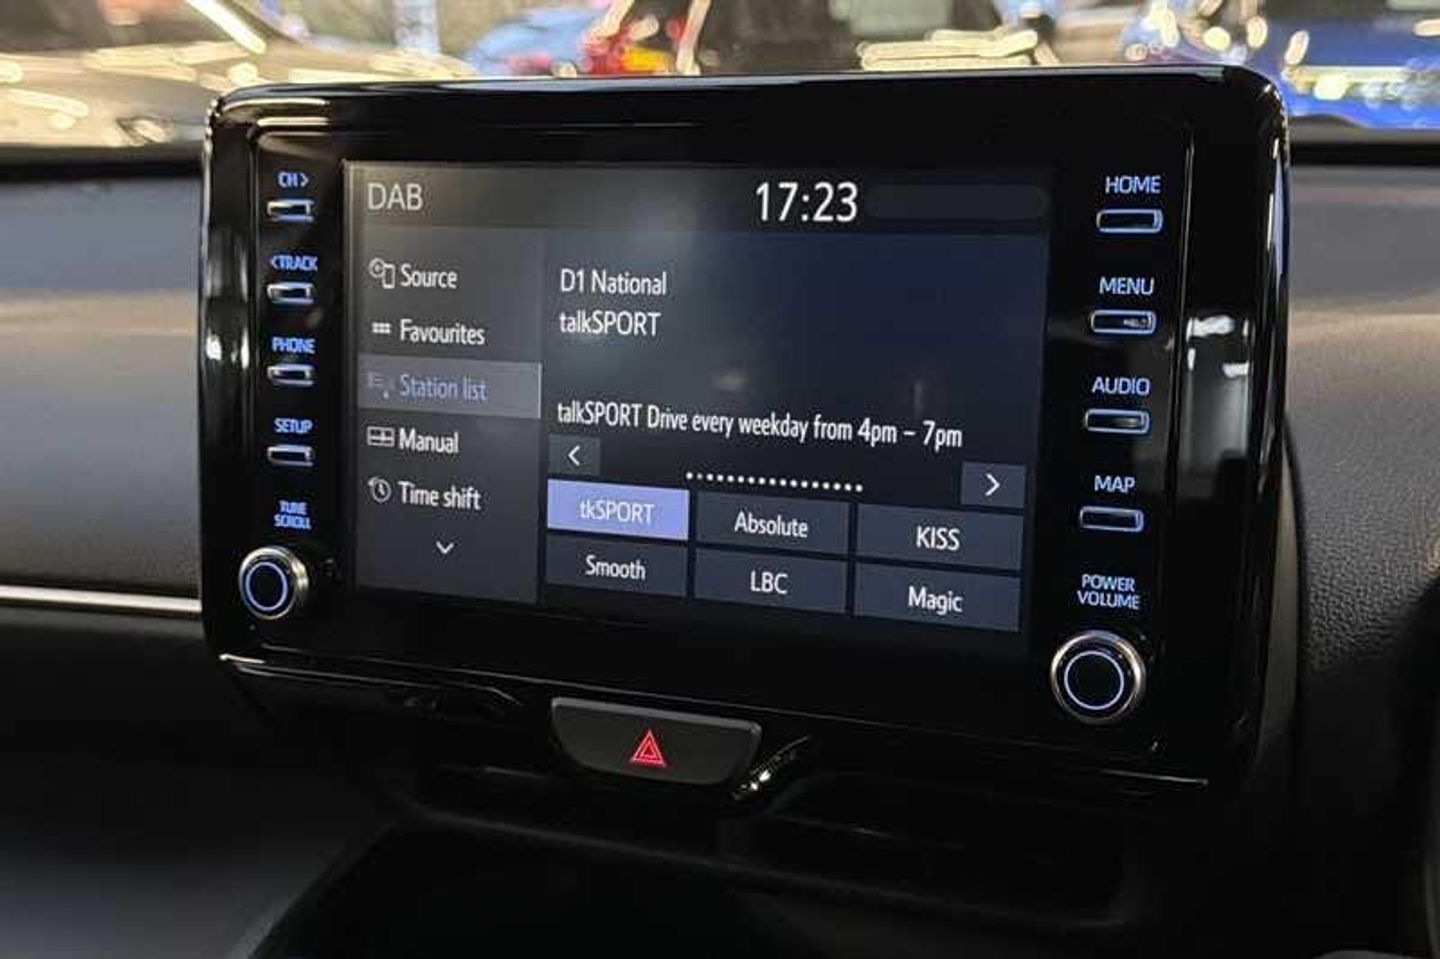 CH>
<TRACK
PHONE
SETUP
TUNE
SCROLL
DAB
17:23
Source
Favourites
Station list
Manual
Time shift
D1 National
talkSPORT
talkSPORT Drive every weekday from 4pm – 7pm
tkSPORT
Absolute
KISS
Smooth
LBC
Magic
HOME
MENU
AUDIO
MAP
POWER
VOLUME